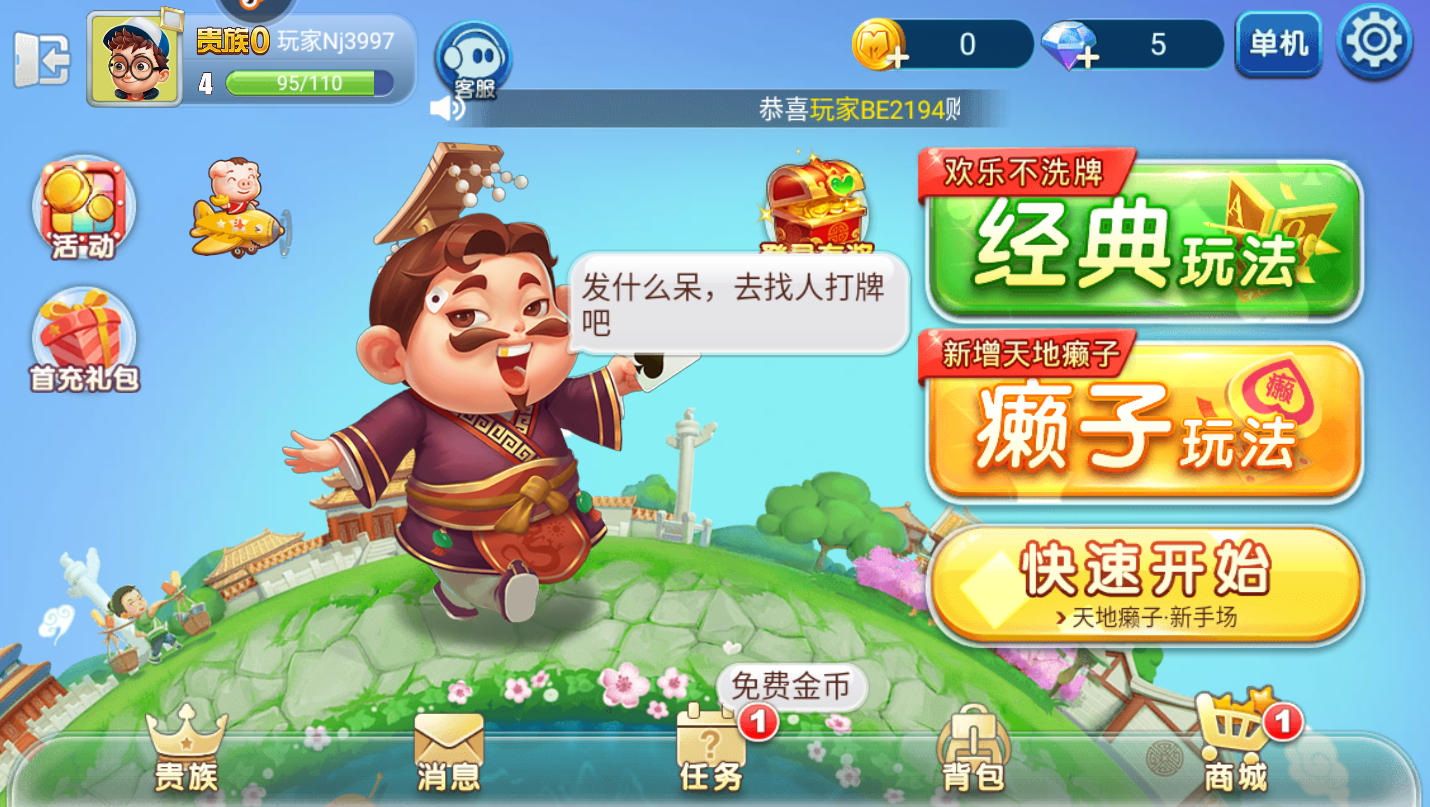 贵族0 玩家Nj3997
4 95/110
客服
0
5
单机
恭喜玩家BE2194
活动
首充礼包
发什么呆，去找人打牌
吧
欢乐不洗牌
经典玩法
新增天地癞子
癞子玩法
癞
快速开始
›天地癞子·新手场
免费金币
贵族
消息
1
任务
背包
1
商城